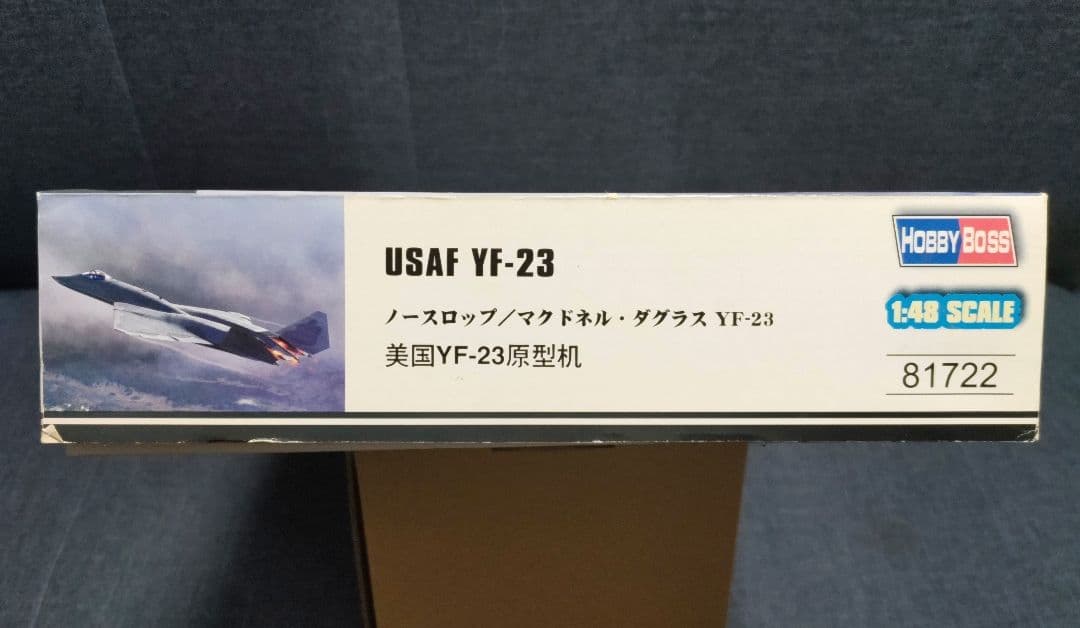 USAF YF-23
ノースロップ／マクドネル・ダグラス YF-23
美国YF-23原型机
HOBBY BOSS
1:48 SCALE
81722